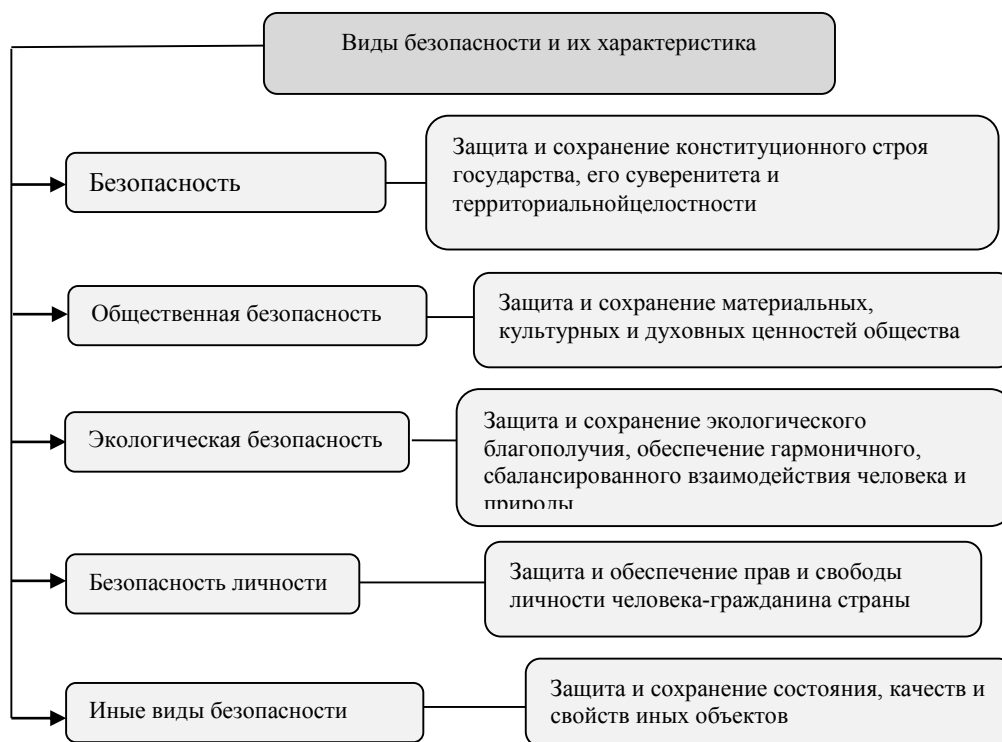 Виды безопасности и их характеристика
Безопасность
Защита и сохранение конституционного строя
государства, его суверенитета и
территориальнойцелостности
Общественная безопасность
Защита и сохранение материальных,
культурных и духовных ценностей общества
Экологическая безопасность
Защита и сохранение экологического
благополучия, обеспечение гармоничного,
сбалансированного взаимодействия человека и
природы
Безопасность личности
Защита и обеспечение прав и свободы
личности человека-гражданина страны
Иные виды безопасности
Защита и сохранение состояния, качеств и
свойств иных объектов